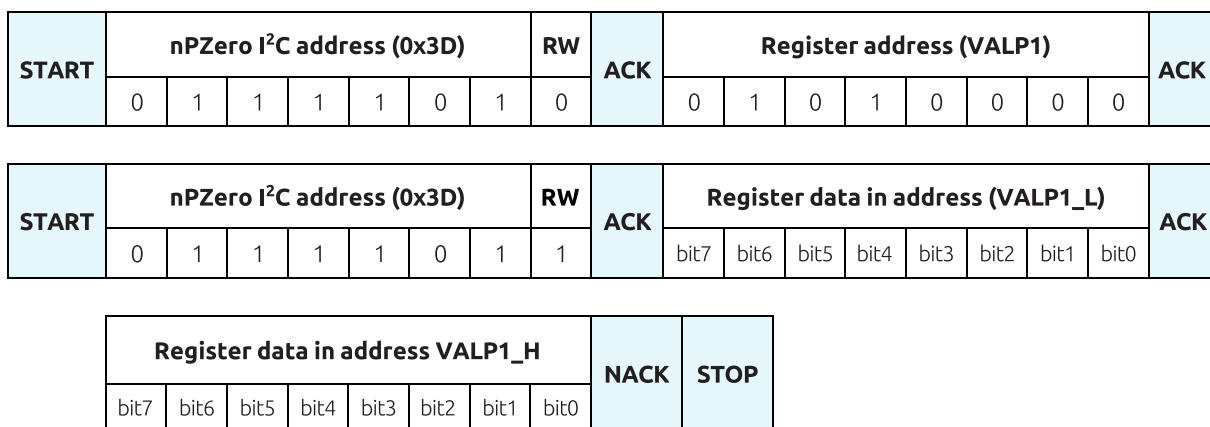 START nPZero I²C address (0x3D) RW ACK Register address (VALP1) ACK
0 1 1 1 1 0 1 0 0 1 0 1 0 0 0 0
START nPZero I²C address (0x3D) RW ACK Register data in address (VALP1_L) ACK
0 1 1 1 1 0 1 1 bit7 bit6 bit5 bit4 bit3 bit2 bit1 bit0
Register data in address VALP1_H NACK STOP
bit7 bit6 bit5 bit4 bit3 bit2 bit1 bit0